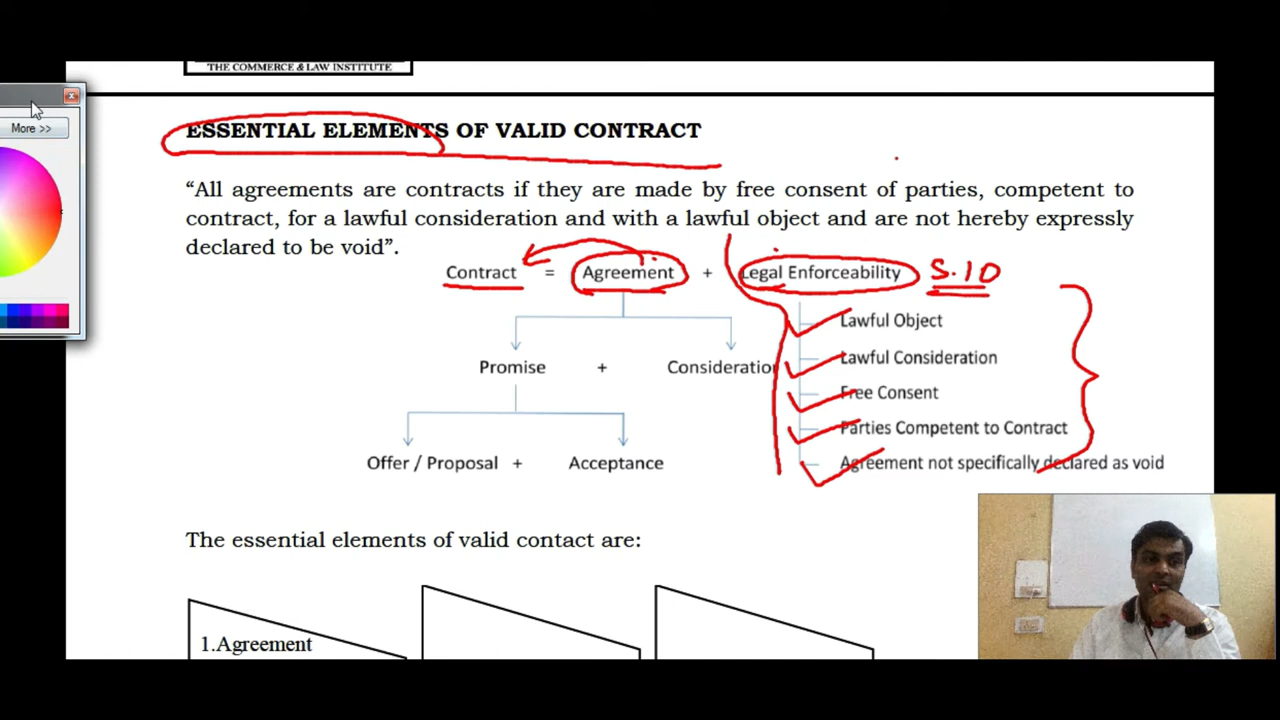 THE COMMERCE & LAW INSTITUTE
More >>
ESSENTIAL ELEMENTS OF VALID CONTRACT
“All agreements are contracts if they are made by free consent of parties, competent to
contract, for a lawful consideration and with a lawful object and are not hereby expressly
declared to be void”.
Contract = Agreement + Legal Enforceability S.10
Lawful Object
Lawful Consideration
Promise + Consideration
Free Consent
Parties Competent to Contract
Offer / Proposal + Acceptance
Agreement not specifically declared as void
The essential elements of valid contact are:
1.Agreement